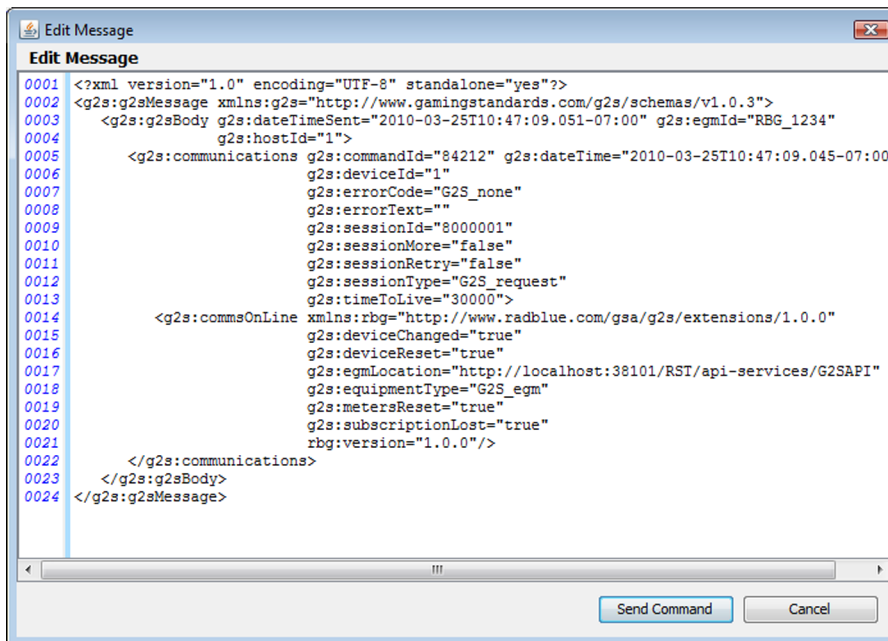 Edit Message
Edit Message
0001 <?xml version="1.0" encoding="UTF-8" standalone="yes"?>
0002 <g2s:g2sMessage xmlns:g2s="http://www.gamingstandards.com/g2s/schemas/v1.0.3">
0003    <g2s:g2sBody g2s:dateTimeSent="2010-03-25T10:47:09.051-07:00" g2s:egmId="RBG_1234"
0004                 g2s:hostId="1">
0005       <g2s:communications g2s:commandId="84212" g2s:dateTime="2010-03-25T10:47:09.045-07:00
0006                           g2s:deviceId="1"
0007                           g2s:errorCode="G2S_none"
0008                           g2s:errorText=""
0009                           g2s:sessionId="8000001"
0010                           g2s:sessionMore="false"
0011                           g2s:sessionRetry="false"
0012                           g2s:sessionType="G2S_request"
0013                           g2s:timeToLive="30000">
0014          <g2s:commsOnLine xmlns:rbg="http://www.radblue.com/gsa/g2s/extensions/1.0.0"
0015                           g2s:deviceChanged="true"
0016                           g2s:deviceReset="true"
0017                           g2s:egmLocation="http://localhost:38101/RST/api-services/G2SAPI"
0018                           g2s:equipmentType="G2S_egm"
0019                           g2s:metersReset="true"
0020                           g2s:subscriptionLost="true"
0021                           rbg:version="1.0.0"/>
0022       </g2s:communications>
0023    </g2s:g2sBody>
0024 </g2s:g2sMessage>
Send Command Cancel